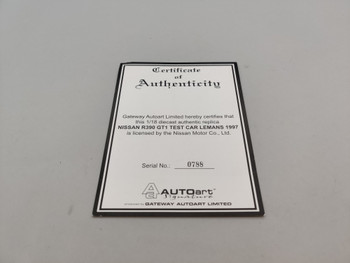 Certificate
of
Authenticity
Gateway Autoart Limited hereby certifies that
this 1/18 diecast authentic replica
NISSAN R390 GT1 TEST CAR LEMANS 1997
is licensed by the Nissan Motor Co., Ltd.
Serial No.: 0788
AUTOart
Signature
GATEWAY AUTOART LIMITED